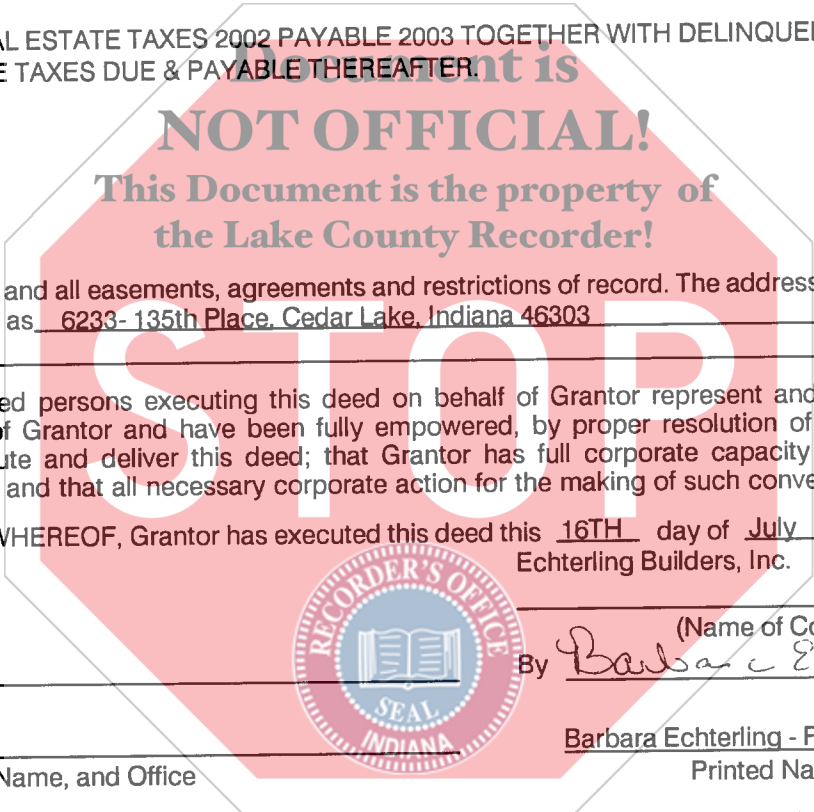 AL ESTATE TAXES 2002 PAYABLE 2003 TOGETHER WITH DELINQUE
E TAXES DUE & PAYABLE THEREAFTER.
Document is
NOT OFFICIAL!
This Document is the property of
the Lake County Recorder!
and all easements, agreements and restrictions of record. The address
as 6233- 135th Place, Cedar Lake, Indiana 46303
STOP
ed persons executing this deed on behalf of Grantor represent and
of Grantor and have been fully empowered, by proper resolution of
ute and deliver this deed; that Grantor has full corporate capacity
and that all necessary corporate action for the making of such conve
WHEREOF, Grantor has executed this deed this 16TH day of July
Echterling Builders, Inc.
RECORDER'S OFFICE
SEAL
INDIANA
(Name of Co
By Barbara E
Barbara Echterling - P
Name, and Office
Printed Na